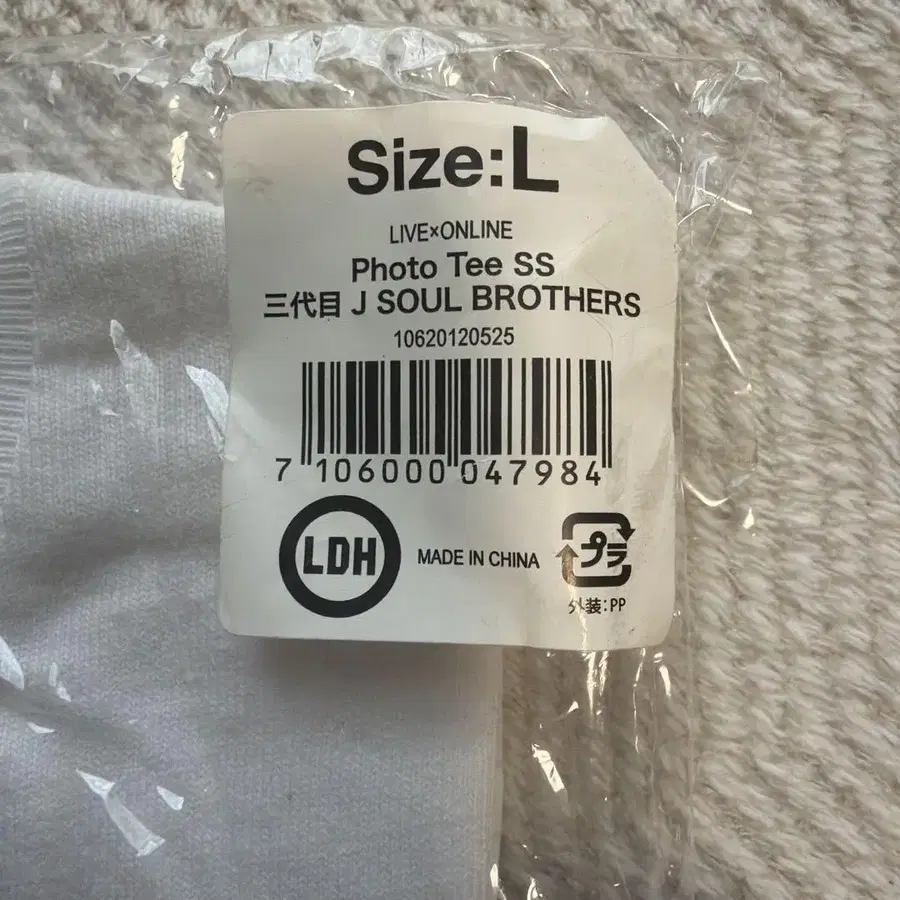 Size:L
LIVE×ONLINE
Photo Tee SS
三代目 J SOUL BROTHERS
10620120525
7 106000 047984
LDH
MADE IN CHINA
プラ
外装:PP